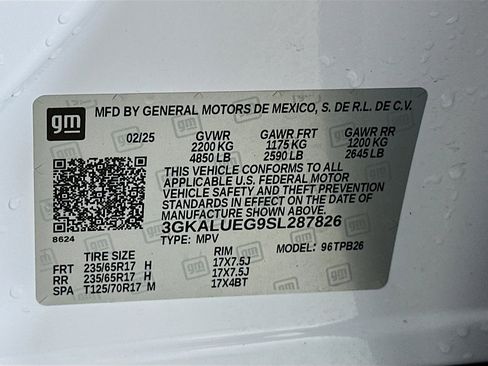 gm MFD BY GENERAL MOTORS DE MEXICO, S. DE R.L. DE C.V.
02/25 GVWR GAWR FRT GAWR RR
2200 KG 1175 KG 1200 KG
4850 LB 2590 LB 2645 LB
THIS VEHICLE CONFORMS TO ALL
APPLICABLE U.S. FEDERAL MOTOR
VEHICLE SAFETY AND THEFT PREVENTION
STANDARDS IN EFFECT ON THE DATE
OF MANUFACTURE SHOWN ABOVE.
3GKALUEG9SL287826
8624
TYPE: MPV MODEL: 96TPB26
TIRE SIZE RIM
FRT 235/65R17 H 17X7.5J
RR 235/65R17 H 17X7.5J
SPA T125/70R17 M 17X4BT